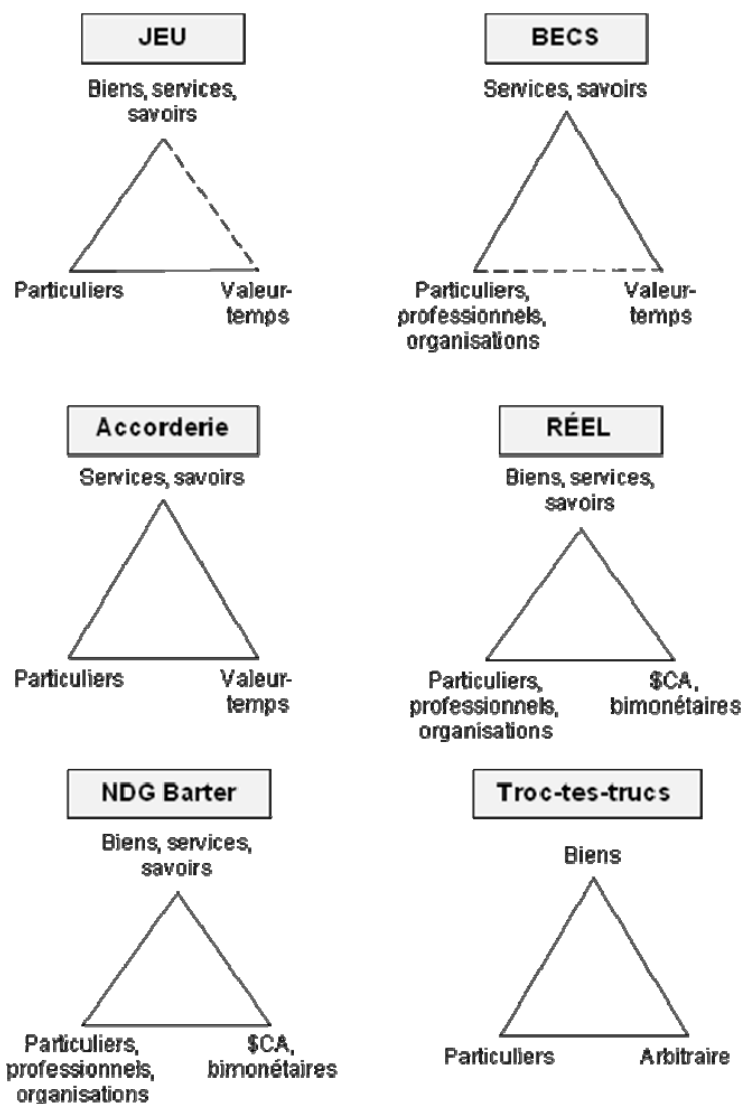 JEU
Biens, services,
savoirs
Particuliers
Valeur-
temps
BECS
Services, savoirs
Particuliers,
professionnels,
organisations
Valeur-
temps
Accorderie
Services, savoirs
Particuliers
Valeur-
temps
RÉEL
Biens, services,
savoirs
Particuliers,
professionnels,
organisations
$CA,
bimonétaires
NDG Barter
Biens, services,
savoirs
Particuliers,
professionnels,
organisations
$CA,
bimonétaires
Troc-tes-trucs
Biens
Particuliers
Arbitraire